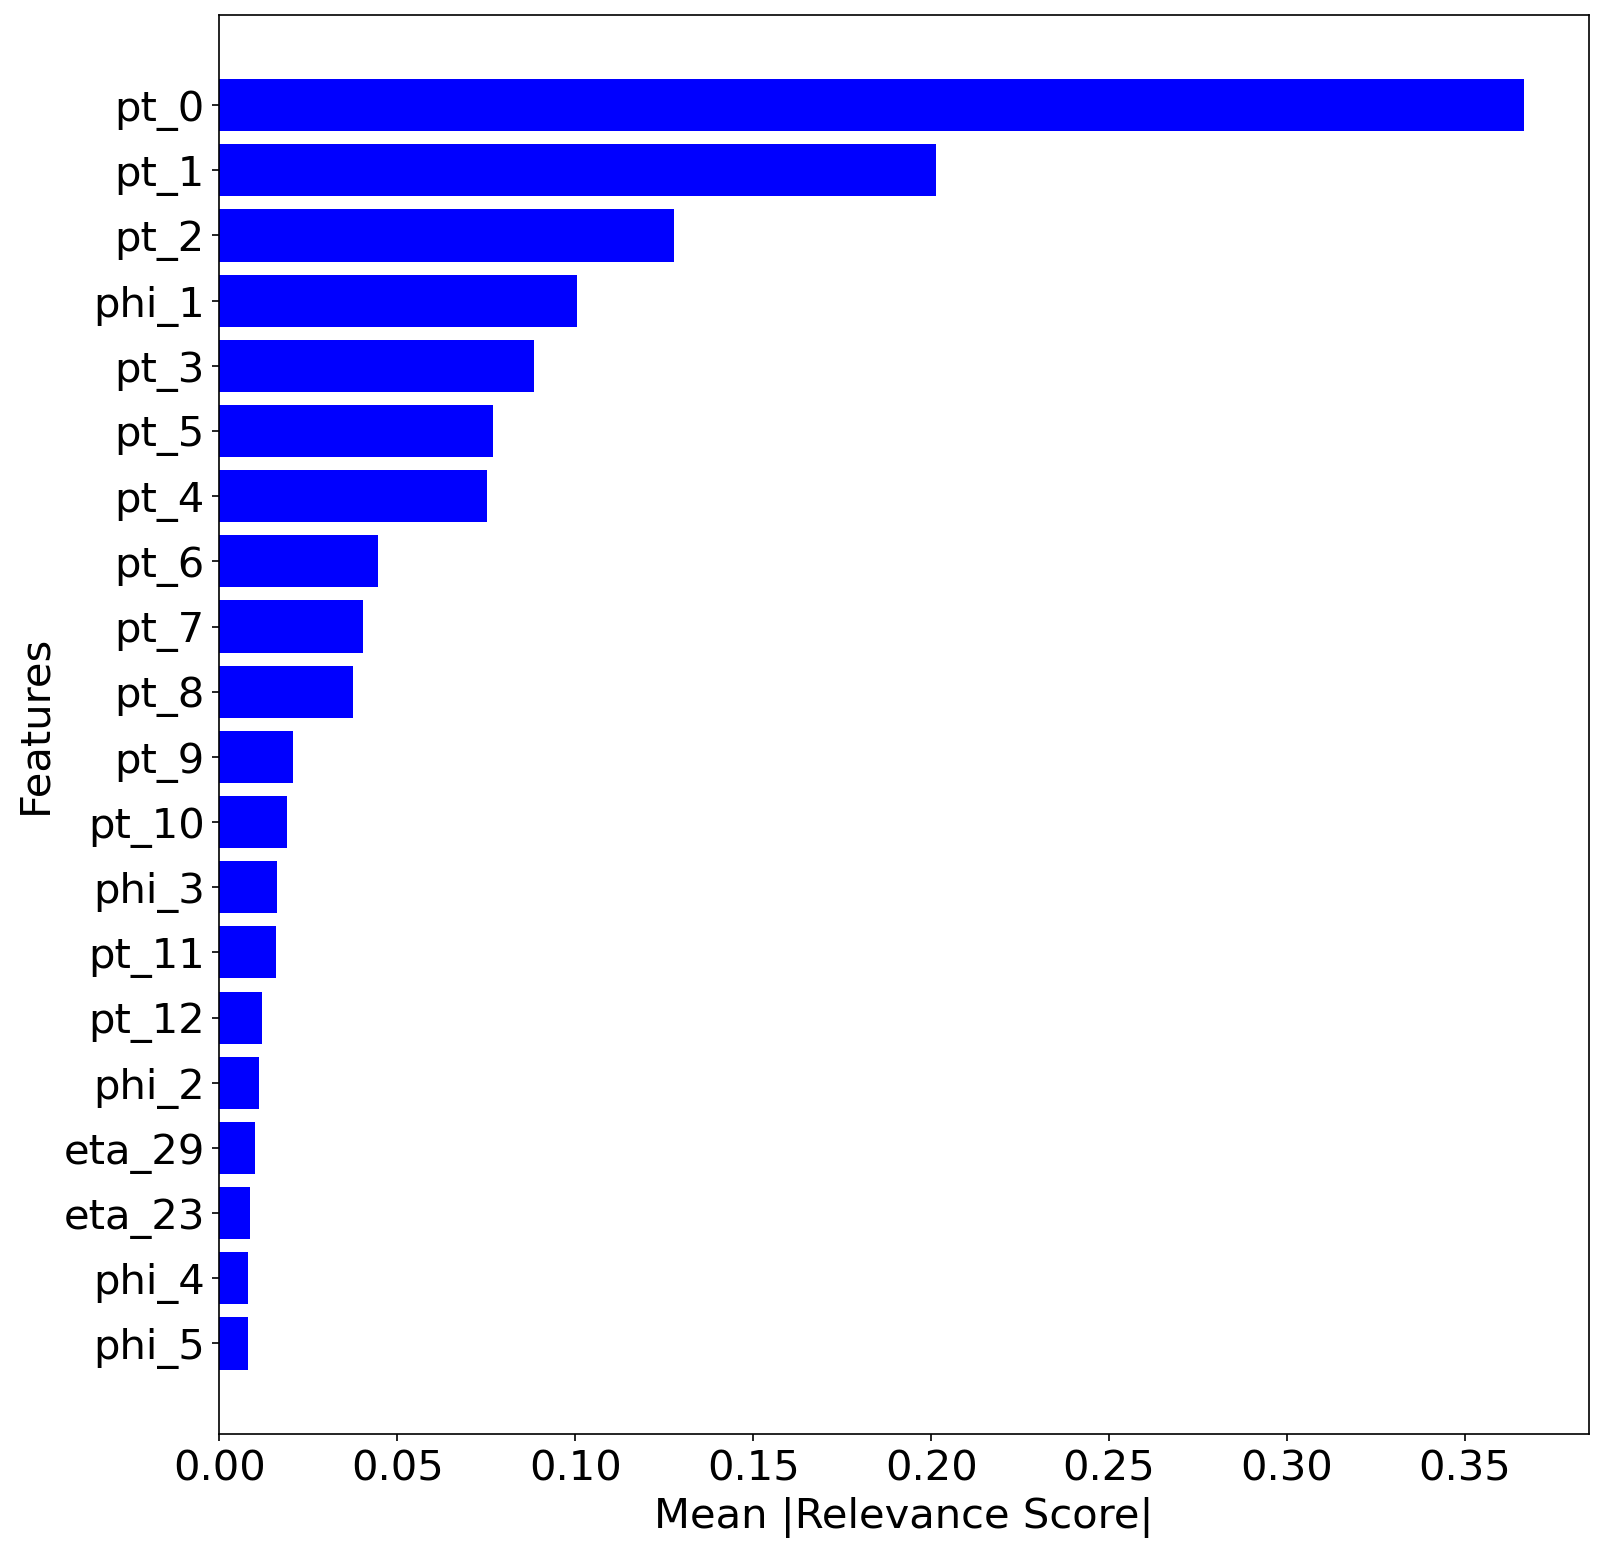 pt_0
pt_1
pt_2
phi_1
pt_3
pt_5
pt_4
pt_6
pt_7
pt_8
pt_9
pt_10
phi_3
pt_11
pt_12
phi_2
eta_29
eta_23
phi_4
phi_5
Features
0.00 0.05 0.10 0.15 0.20 0.25 0.30 0.35
Mean |Relevance Score|